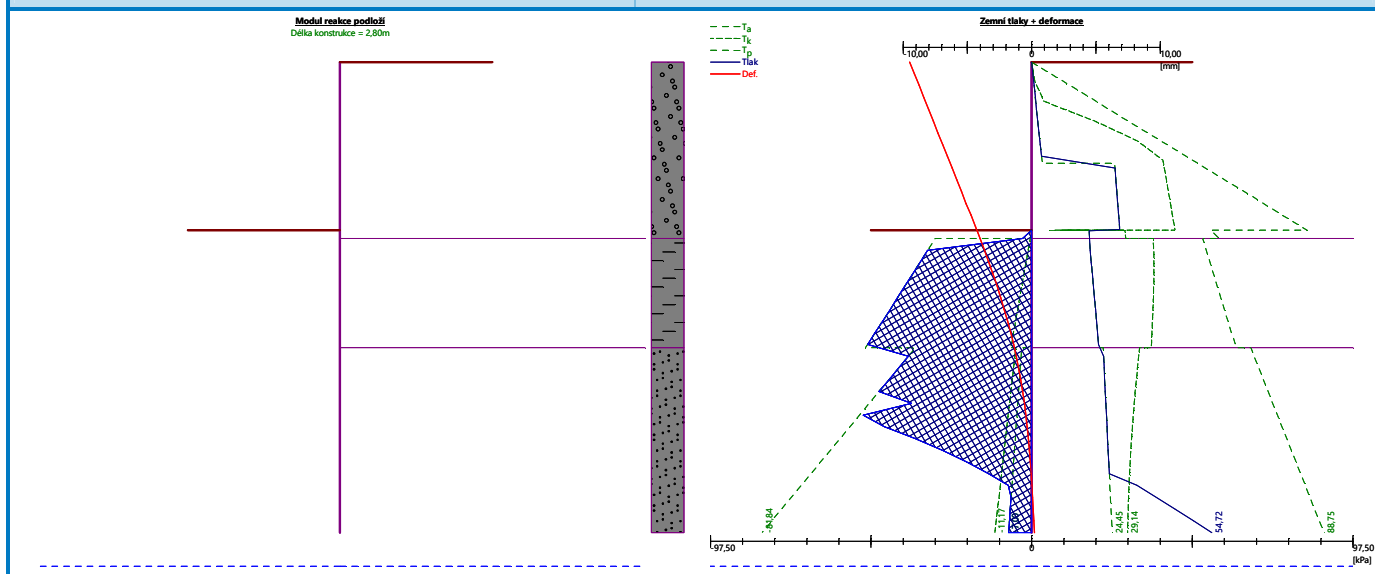 Modul reakce podloží
Délka konstrukce = 2,80m
Zemní tlaky + deformace
Ta
Tk
Tp
Tlak
Def.
-10,00
0
10,00
[mm]
-11,17
24,45
29,14
54,72
88,75
-97,50
0
97,50
[kPa]